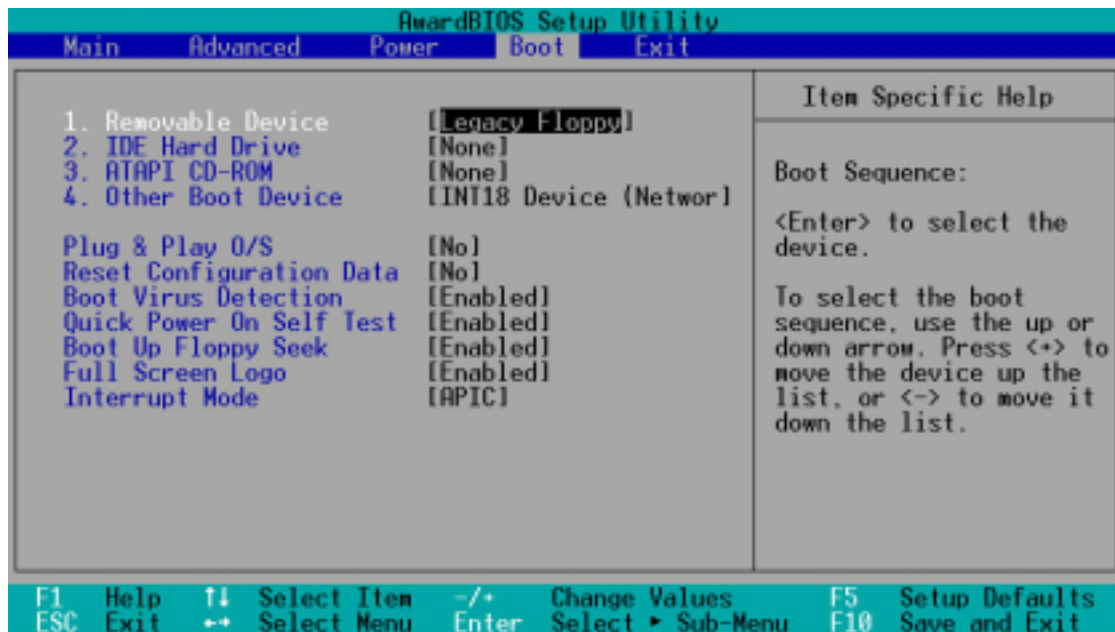 AwardBIOS Setup Utility
Main Advanced Power Boot Exit
1. Removable Device [Legacy Floppy]
2. IDE Hard Drive [None]
3. ATAPI CD-ROM [None]
4. Other Boot Device [INT18 Device (Networ]
Plug & Play O/S [No]
Reset Configuration Data [No]
Boot Virus Detection [Enabled]
Quick Power On Self Test [Enabled]
Boot Up Floppy Seek [Enabled]
Full Screen Logo [Enabled]
Interrupt Mode [APIC]
Item Specific Help
Boot Sequence:
<Enter> to select the
device.
To select the boot
sequence, use the up or
down arrow. Press <+> to
move the device up the
list, or <-> to move it
down the list.
F1 Help ↑↓ Select Item -/+ Change Values F5 Setup Defaults
ESC Exit ←→ Select Menu Enter Select ► Sub-Menu F10 Save and Exit